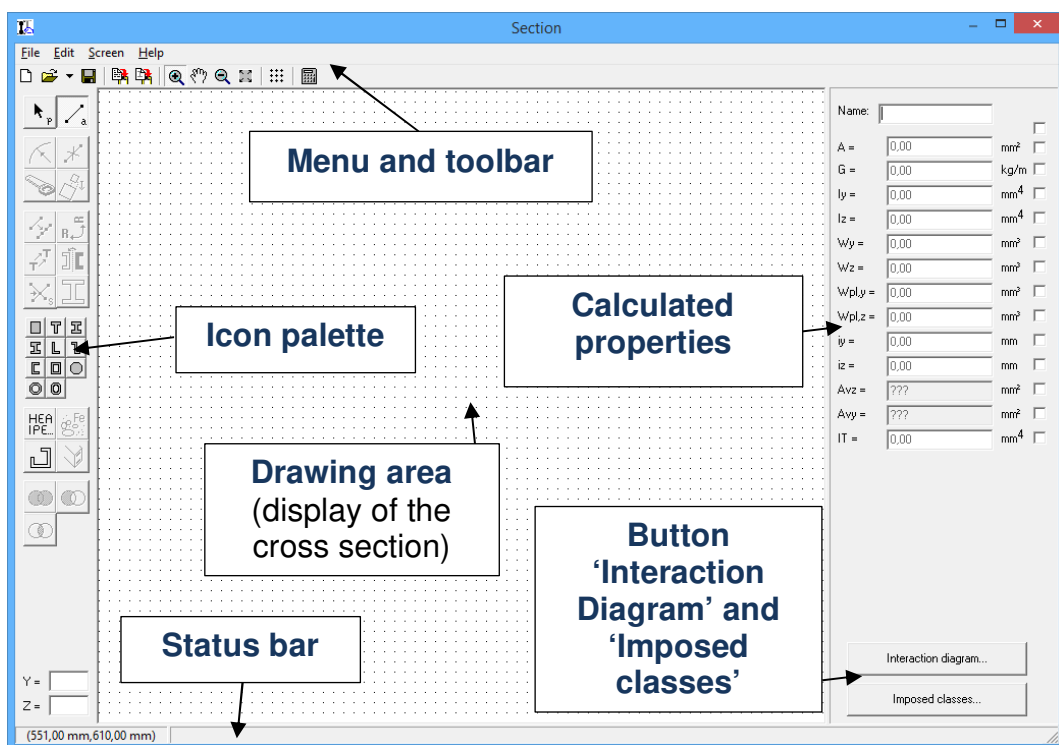 Section
File Edit Screen Help
Menu and toolbar
Name:
A = 0,00 mm²
G = 0,00 kg/m
Iy = 0,00 mm4
Iz = 0,00 mm4
Wy = 0,00 mm³
Wz = 0,00 mm³
Wpl,y = 0,00 mm³
Wpl,z = 0,00 mm³
iy = 0,00 mm
iz = 0,00 mm
Avz = ??? mm²
Avy = ??? mm²
IT = 0,00 mm4
P
a
R
R
T
s
T
L
HEA
IPE...
Fe
Icon palette
Calculated
properties
Drawing area
(display of the
cross section)
Button
‘Interaction
Diagram’ and
‘Imposed
classes’
Status bar
Interaction diagram...
Imposed classes...
Y =
Z =
(551,00 mm,610,00 mm)